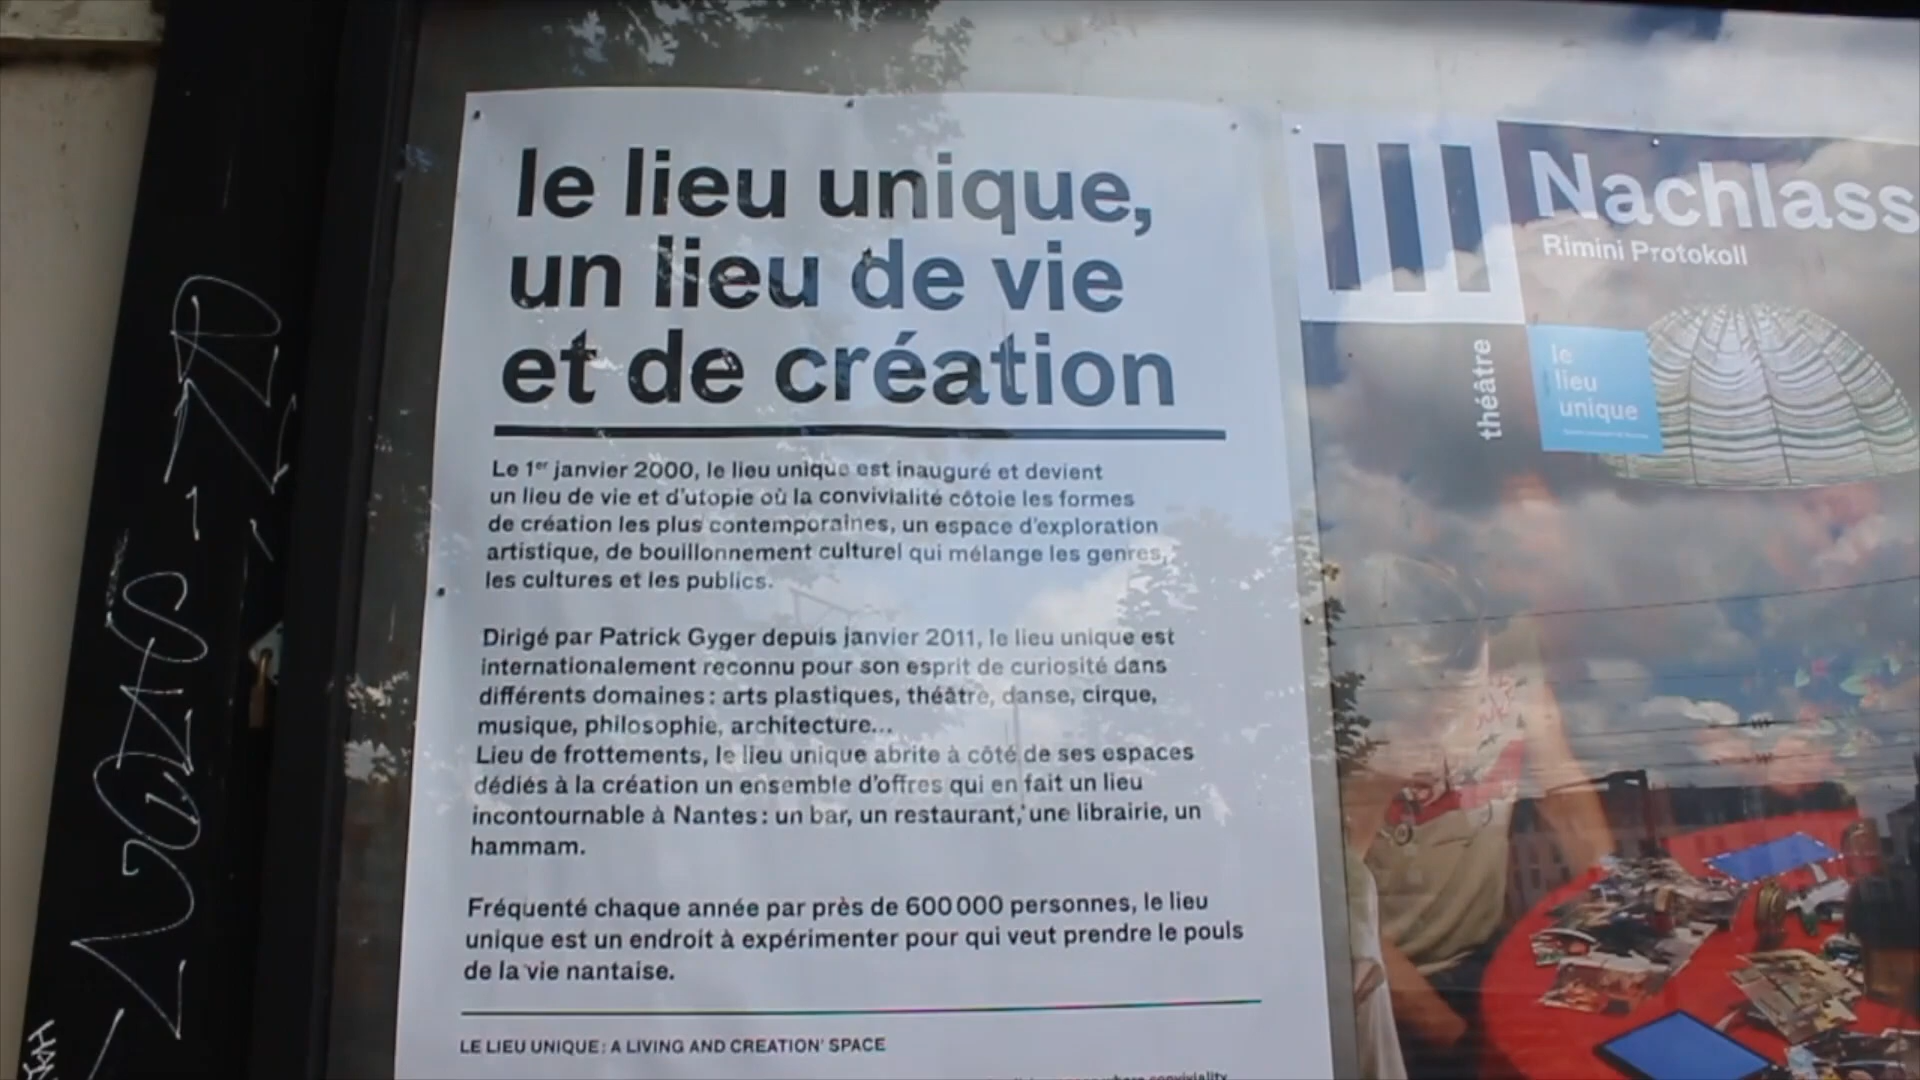 le lieu unique,
un lieu de vie
et de création
Le 1er janvier 2000, le lieu unique est inauguré et devient
un lieu de vie et d'utopie où la convivialité côtoie les formes
de création les plus contemporaines, un espace d'exploration
artistique, de bouillonnement culturel qui mélange les genres,
les cultures et les publics.
Dirigé par Patrick Gyger depuis janvier 2011, le lieu unique est
internationalement reconnu pour son esprit de curiosité dans
différents domaines : arts plastiques, théâtre, danse, cirque,
musique, philosophie, architecture...
Lieu de frottements, le lieu unique abrite à côté de ses espaces
dédiés à la création un ensemble d'offres qui en fait un lieu
incontournable à Nantes : un bar, un restaurant, une librairie, un
hammam.
Fréquenté chaque année par près de 600 000 personnes, le lieu
unique est un endroit à expérimenter pour qui veut prendre le pouls
de la vie nantaise.
LE LIEU UNIQUE : A LIVING AND CREATION' SPACE
where conviviality
Nachlass
Rimini Protokoll
théâtre
le
lieu
unique